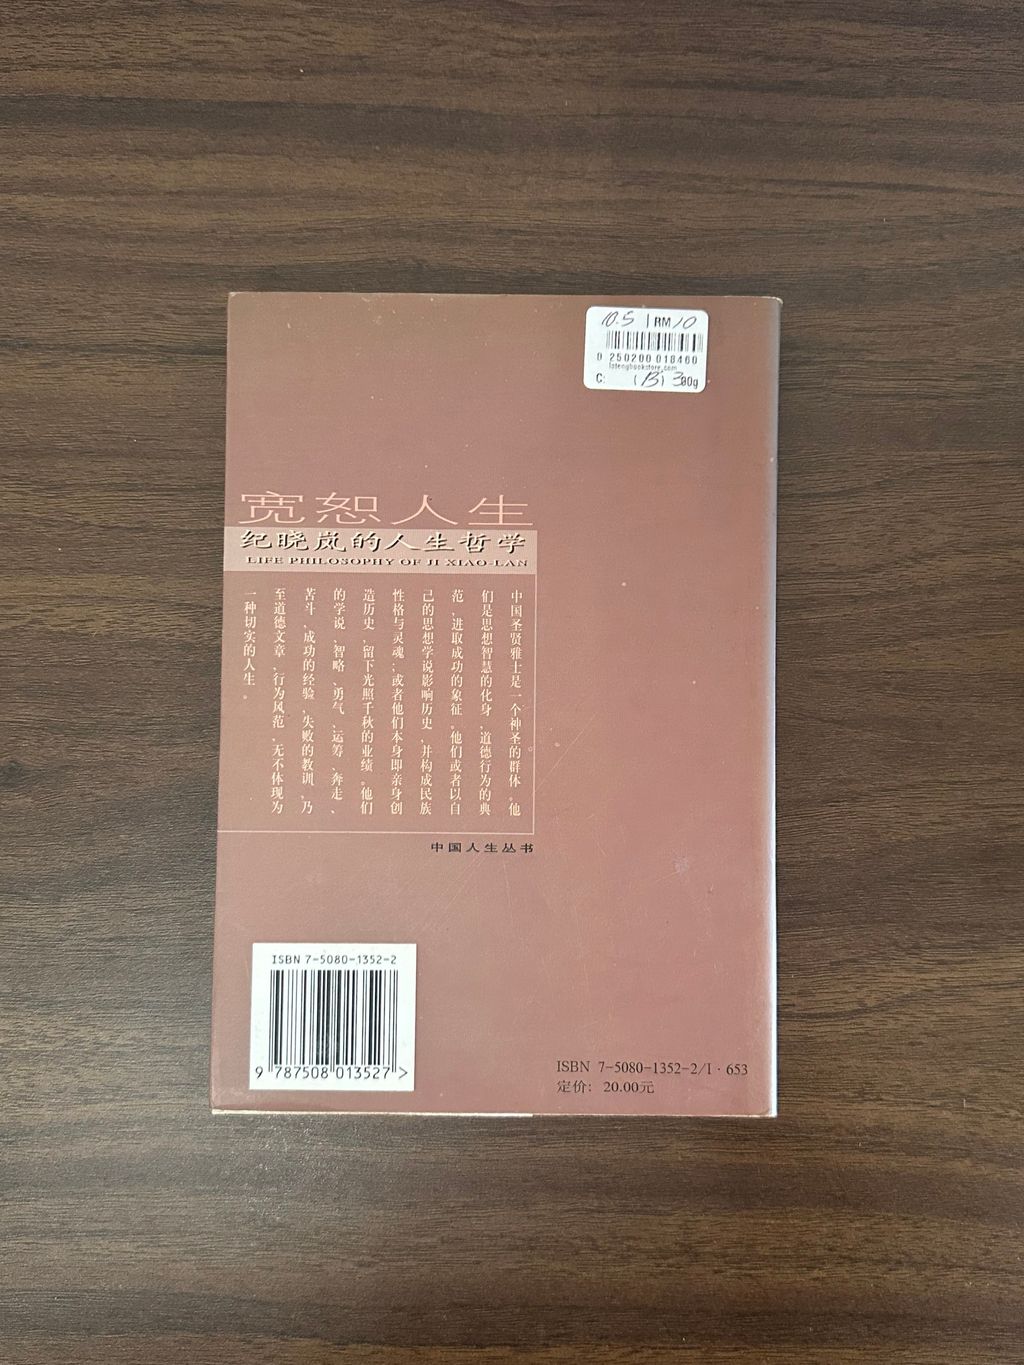 10.5 | RM 10
0 250200 018460
C: (B) 300g
宽恕人生
纪晓岚的人生哲学
LIFE PHILOSOPHY OF JI XIAO-LAN
中国圣贤雅士是一个神圣的群体。他
们是思想智慧的化身，道德行为的典
范，进取成功的象征。他们或者以自
己的思想学说影响历史，并构成民族
性格与灵魂；或者他们本身即亲身创
造历史，留下光照千秋的业绩。他们
的学说、智略、勇气、运筹、奔走、
苦斗，成功的经验，失败的教训，乃
至道德文章，行为风范，无不体现为
一种切实的人生。
中国人生丛书
ISBN 7-5080-1352-2
9 787508 013527 >
ISBN 7-5080-1352-2/I·653
定价：20.00元